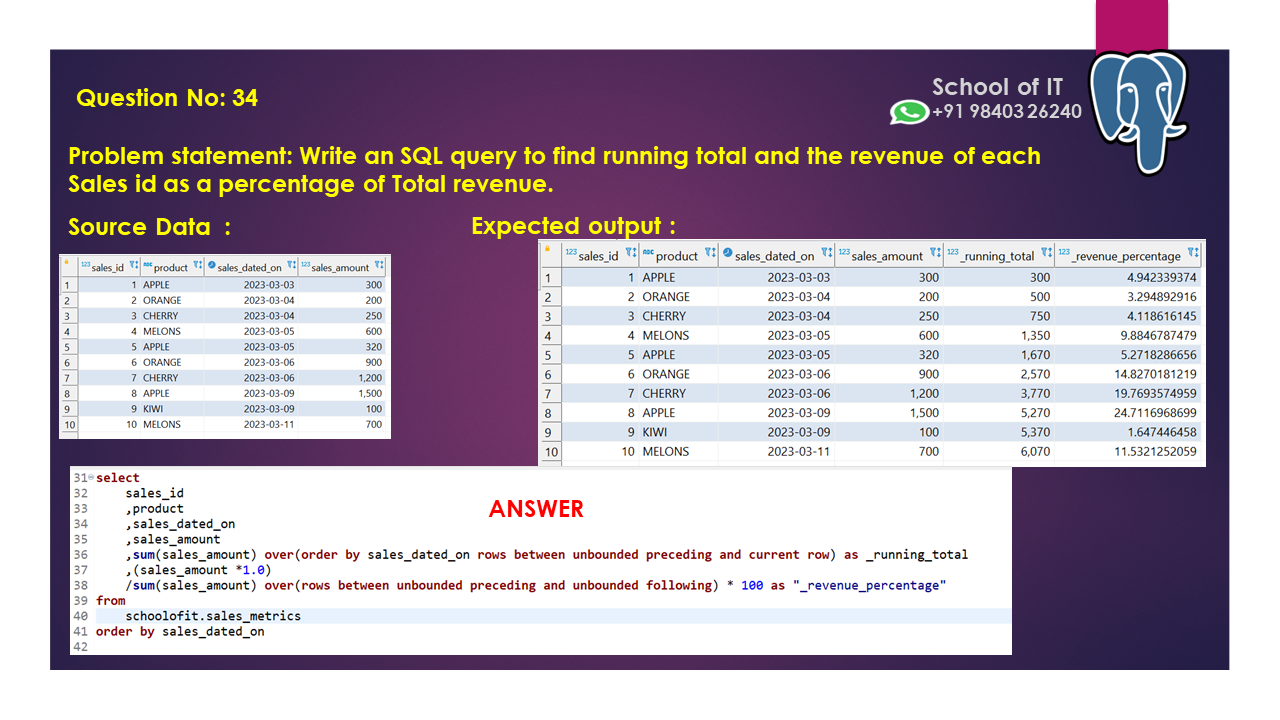 Question No: 34
School of IT
+91 98403 26240
Problem statement: Write an SQL query to find running total and the revenue of each
Sales id as a percentage of Total revenue.
Source Data :
Expected output :
123 sales_id ABC product sales_dated_on 123 sales_amount
1 1 APPLE 2023-03-03 300
2 2 ORANGE 2023-03-04 200
3 3 CHERRY 2023-03-04 250
4 4 MELONS 2023-03-05 600
5 5 APPLE 2023-03-05 320
6 6 ORANGE 2023-03-06 900
7 7 CHERRY 2023-03-06 1,200
8 8 APPLE 2023-03-09 1,500
9 9 KIWI 2023-03-09 100
10 10 MELONS 2023-03-11 700
123 sales_id ABC product sales_dated_on 123 sales_amount 123 _running_total 123 _revenue_percentage
1 1 APPLE 2023-03-03 300 300 4.942339374
2 2 ORANGE 2023-03-04 200 500 3.294892916
3 3 CHERRY 2023-03-04 250 750 4.118616145
4 4 MELONS 2023-03-05 600 1,350 9.8846787479
5 5 APPLE 2023-03-05 320 1,670 5.2718286656
6 6 ORANGE 2023-03-06 900 2,570 14.8270181219
7 7 CHERRY 2023-03-06 1,200 3,770 19.7693574959
8 8 APPLE 2023-03-09 1,500 5,270 24.7116968699
9 9 KIWI 2023-03-09 100 5,370 1.647446458
10 10 MELONS 2023-03-11 700 6,070 11.5321252059
ANSWER
31 select
32 sales_id
33 ,product
34 ,sales_dated_on
35 ,sales_amount
36 ,sum(sales_amount) over(order by sales_dated_on rows between unbounded preceding and current row) as _running_total
37 ,(sales_amount *1.0)
38 /sum(sales_amount) over(rows between unbounded preceding and unbounded following) * 100 as "_revenue_percentage"
39 from
40 schoolofit.sales_metrics
41 order by sales_dated_on
42